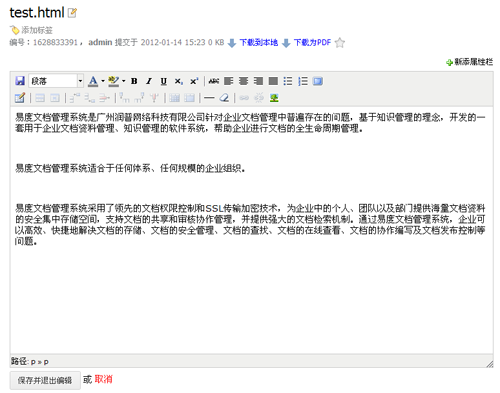 test.html
添加标签
编号：1628833391，admin 提交于 2012-01-14 15:23 0 KB 下载到本地 下载为PDF
新添属性栏
段落 A ab B I U x₂ x² ABC
易度文档管理系统是广州润普网络科技有限公司针对企业文档管理中普遍存在的问题，基于知识管理的理念，开发的一
套用于企业文档资料管理、知识管理的软件系统，帮助企业进行文档的全生命周期管理。
易度文档管理系统适合于任何体系、任何规模的企业组织。
易度文档管理系统采用了领先的文档权限控制和SSL传输加密技术，为企业中的个人、团队以及部门提供海量文档资料
的安全集中存储空间，支持文档的共享和审核协作管理，并提供强大的文档检索机制。通过易度文档管理系统，企业可
以高效、快捷地解决文档的存储、文档的安全管理、文档的查找、文档的在线查看、文档的协作编写及文档发布控制等
问题。
路径: p » p
保存并退出编辑 或 取消